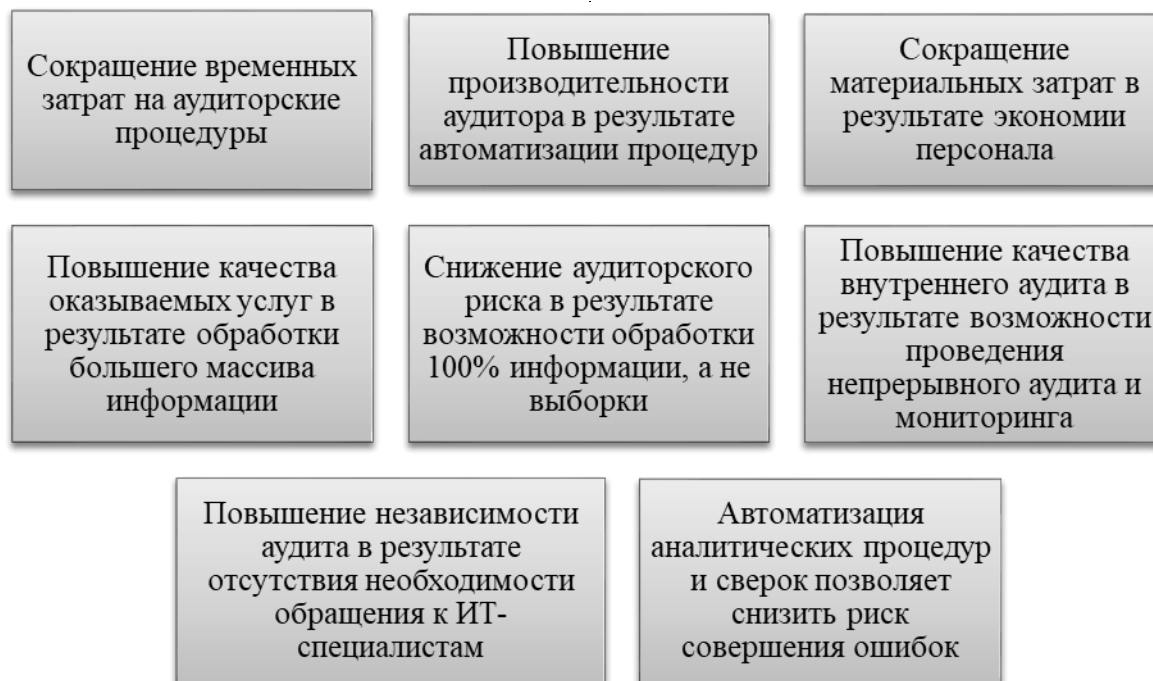 Сокращение временных
затрат на аудиторские
процедуры
Повышение
производительности
аудитора в результате
автоматизации процедур
Сокращение
материальных затрат в
результате экономии
персонала
Повышение качества
оказываемых услуг в
результате обработки
большего массива
информации
Снижение аудиторского
риска в результате
возможности обработки
100% информации, а не
выборки
Повышение качества
внутреннего аудита в
результате возможности
проведения
непрерывного аудита и
мониторинга
Повышение независимости
аудита в результате
отсутствия необходимости
обращения к ИТ-
специалистам
Автоматизация
аналитических процедур
и сверок позволяет
снизить риск
совершения ошибок